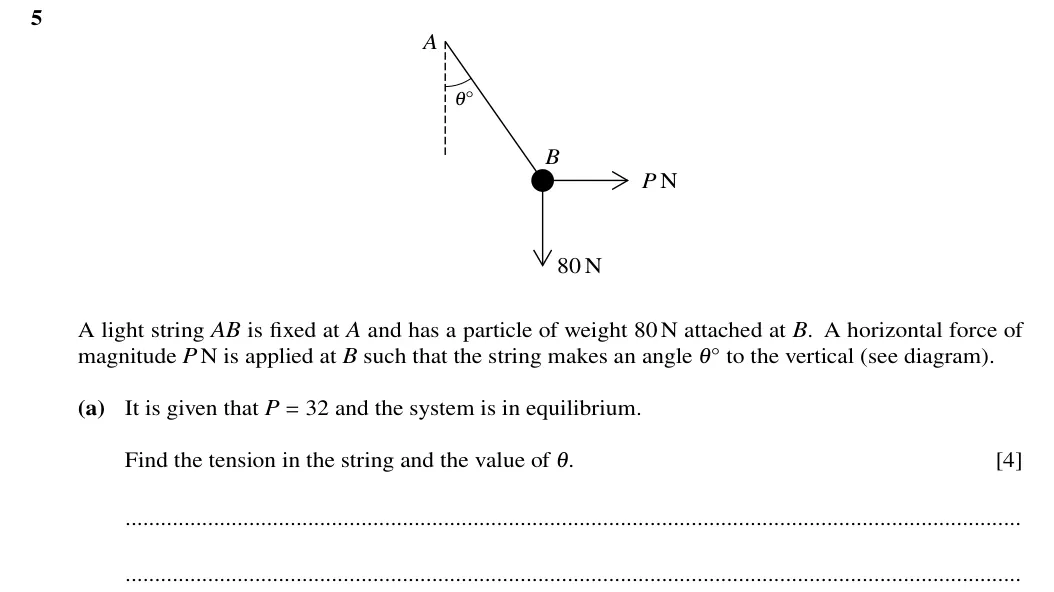 5
A
θ°
B
P N
80 N
A light string AB is fixed at A and has a particle of weight 80 N attached at B. A horizontal force of
magnitude P N is applied at B such that the string makes an angle θ° to the vertical (see diagram).
(a) It is given that P = 32 and the system is in equilibrium.
Find the tension in the string and the value of θ. [4]